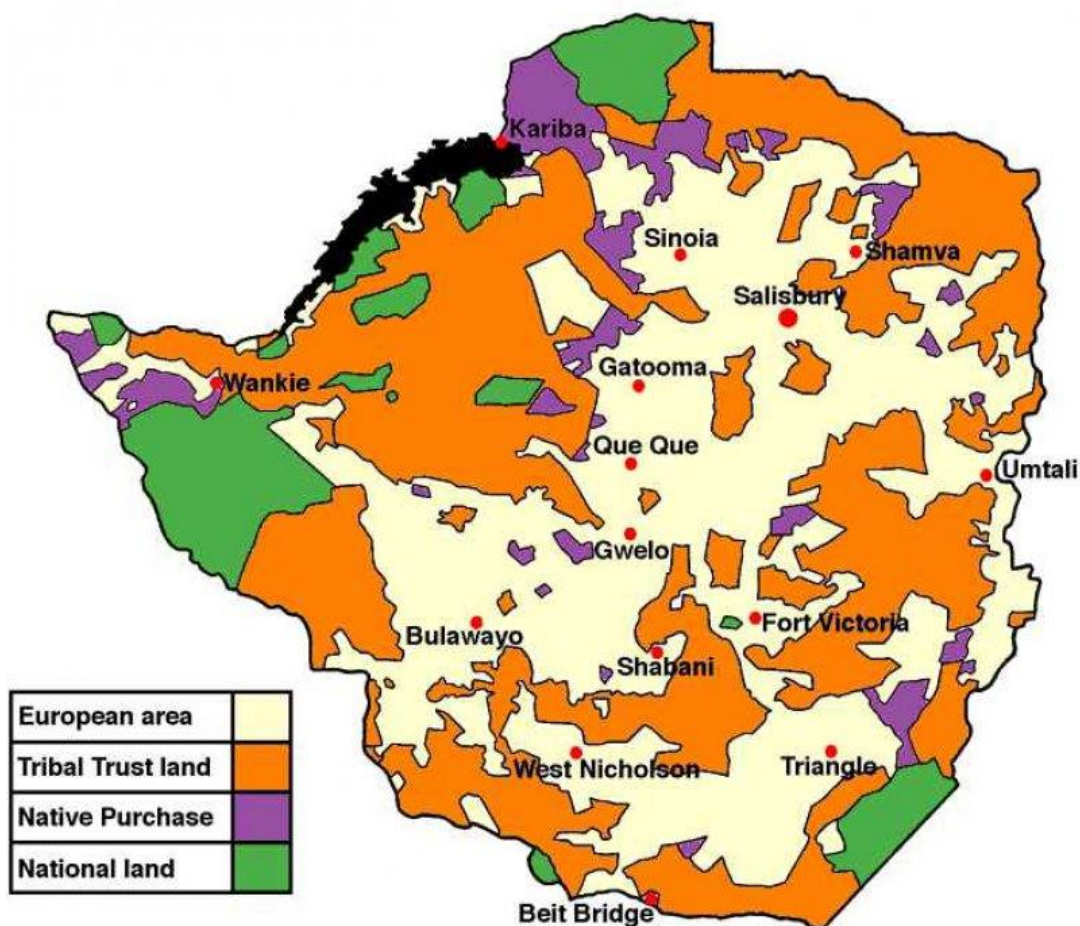 Kariba
Sinoia
Shamva
Salisbury
Gatooma
Wankie
Que Que
Umtali
Gwelo
Fort Victoria
Bulawayo
Shabani
West Nicholson
Triangle
Beit Bridge
European area
Tribal Trust land
Native Purchase
National land